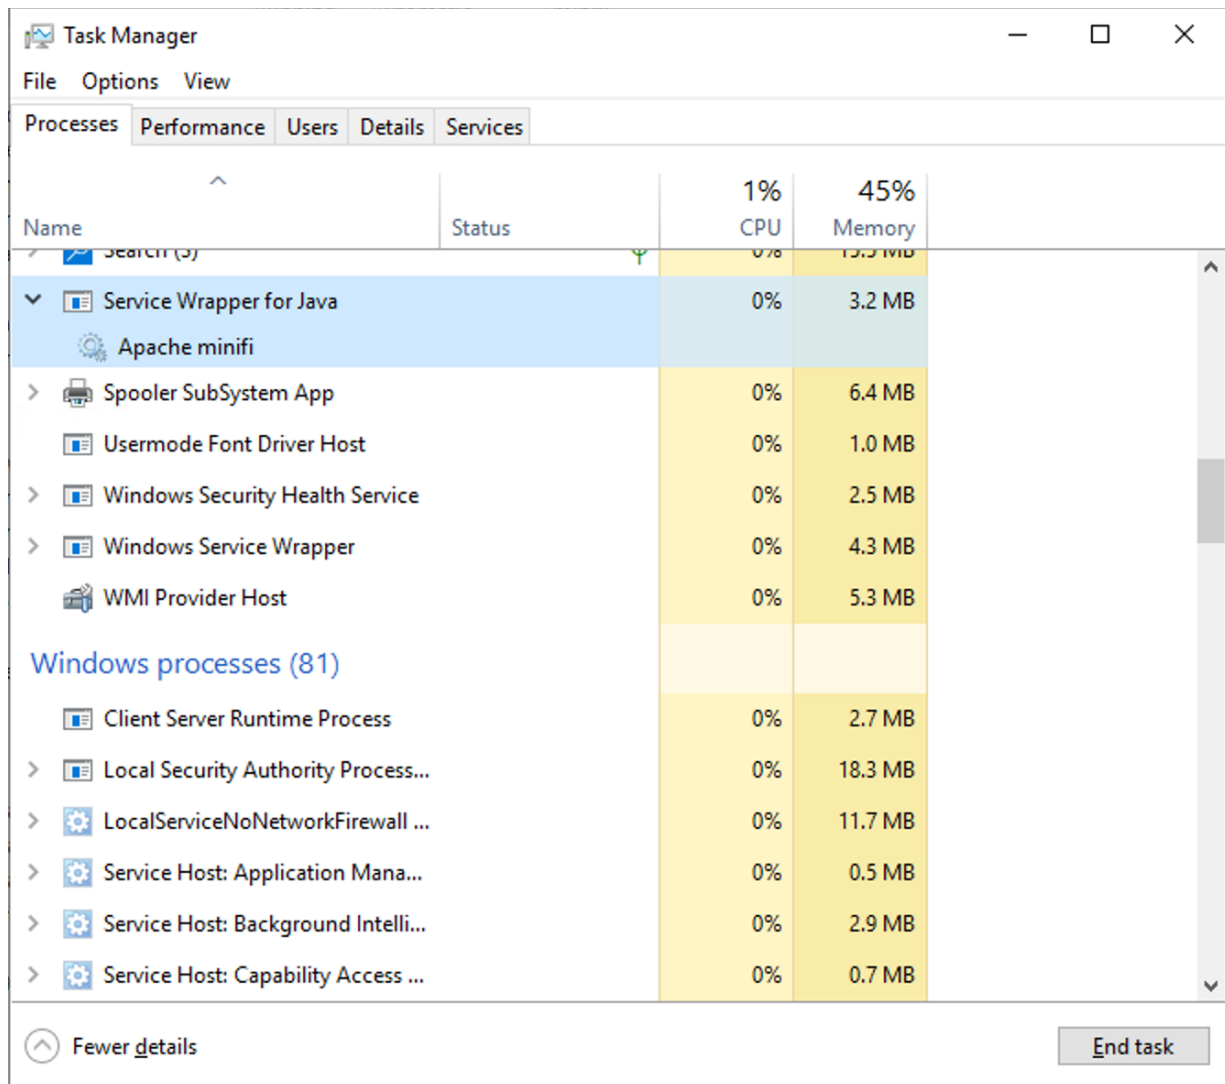 Task Manager
File Options View
Processes Performance Users Details Services
1% 45%
Name Status CPU Memory
Search (3) 0% 15.5 MB
Service Wrapper for Java 0% 3.2 MB
Apache minifi
Spooler SubSystem App 0% 6.4 MB
Usermode Font Driver Host 0% 1.0 MB
Windows Security Health Service 0% 2.5 MB
Windows Service Wrapper 0% 4.3 MB
WMI Provider Host 0% 5.3 MB
Windows processes (81)
Client Server Runtime Process 0% 2.7 MB
Local Security Authority Process... 0% 18.3 MB
LocalServiceNoNetworkFirewall ... 0% 11.7 MB
Service Host: Application Mana... 0% 0.5 MB
Service Host: Background Intelli... 0% 2.9 MB
Service Host: Capability Access ... 0% 0.7 MB
Fewer details End task